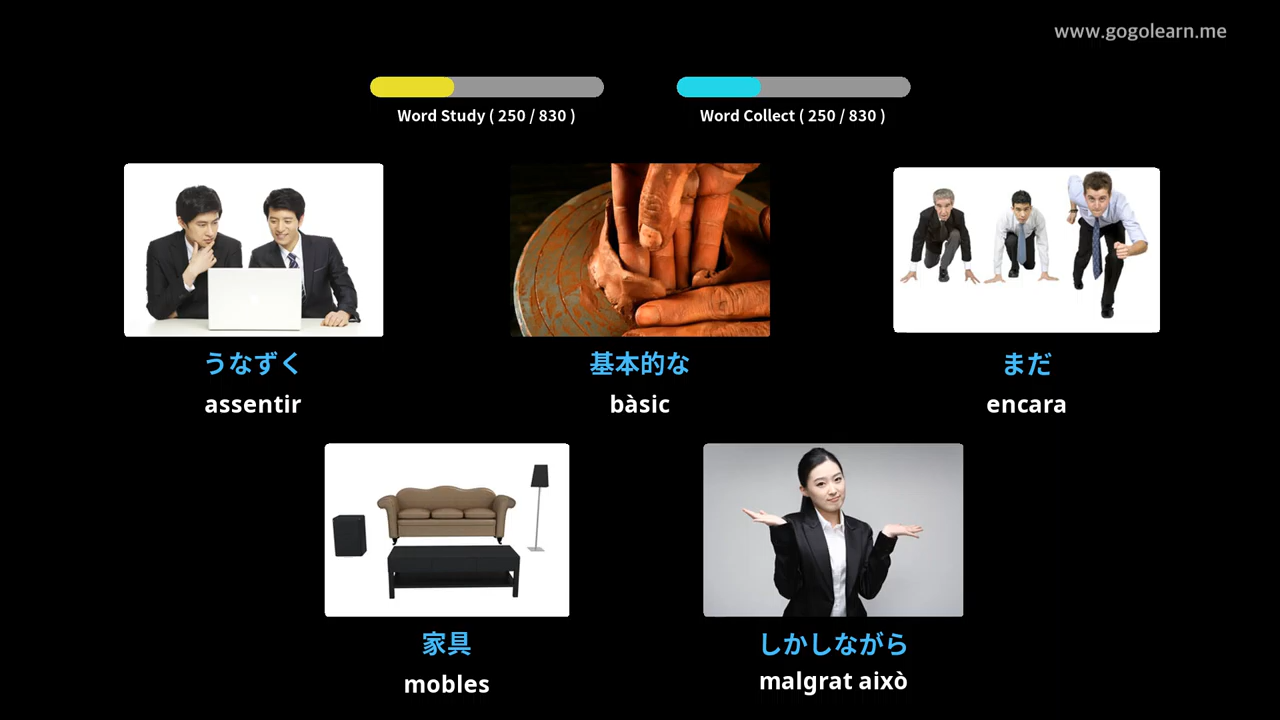 www.gogolearn.me
Word Study ( 250 / 830 )
Word Collect ( 250 / 830 )
うなずく
assentir
基本的な
bàsic
まだ
encara
家具
mobles
しかしながら
malgrat això